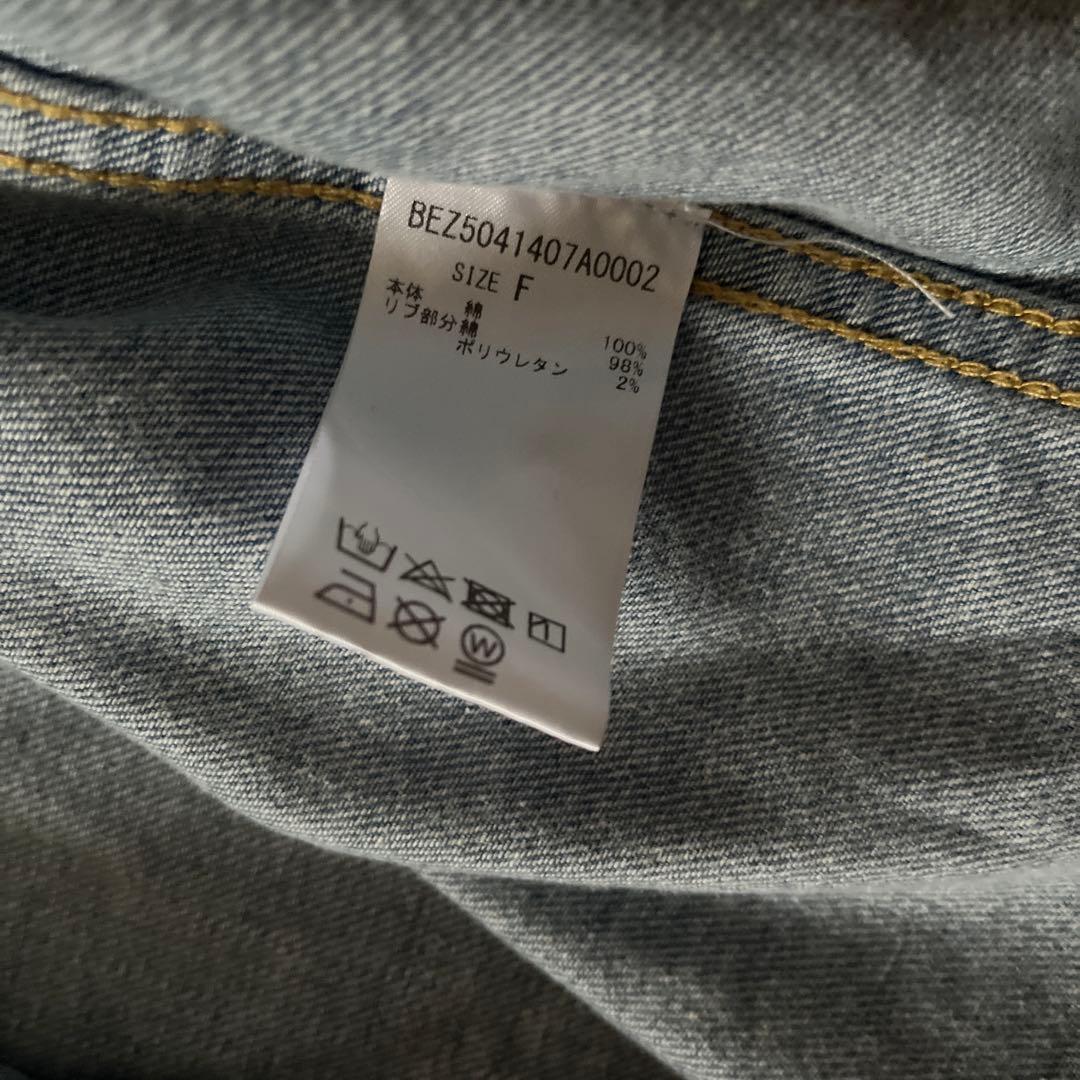 BEZ5041407A0002
SIZE F
本体 綿 100%
リブ部分綿 98%
ポリウレタン 2%
W